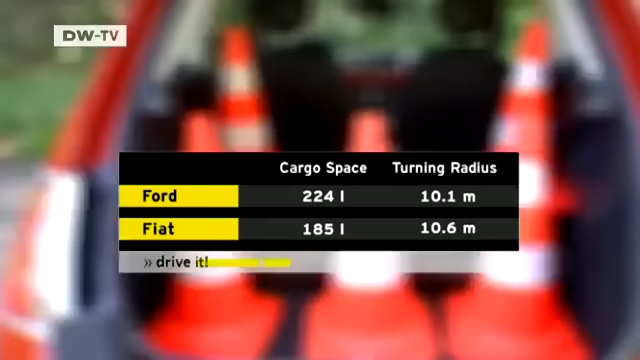 DW-TV
Cargo Space Turning Radius
Ford 224 l 10.1 m
Fiat 185 l 10.6 m
» drive it!